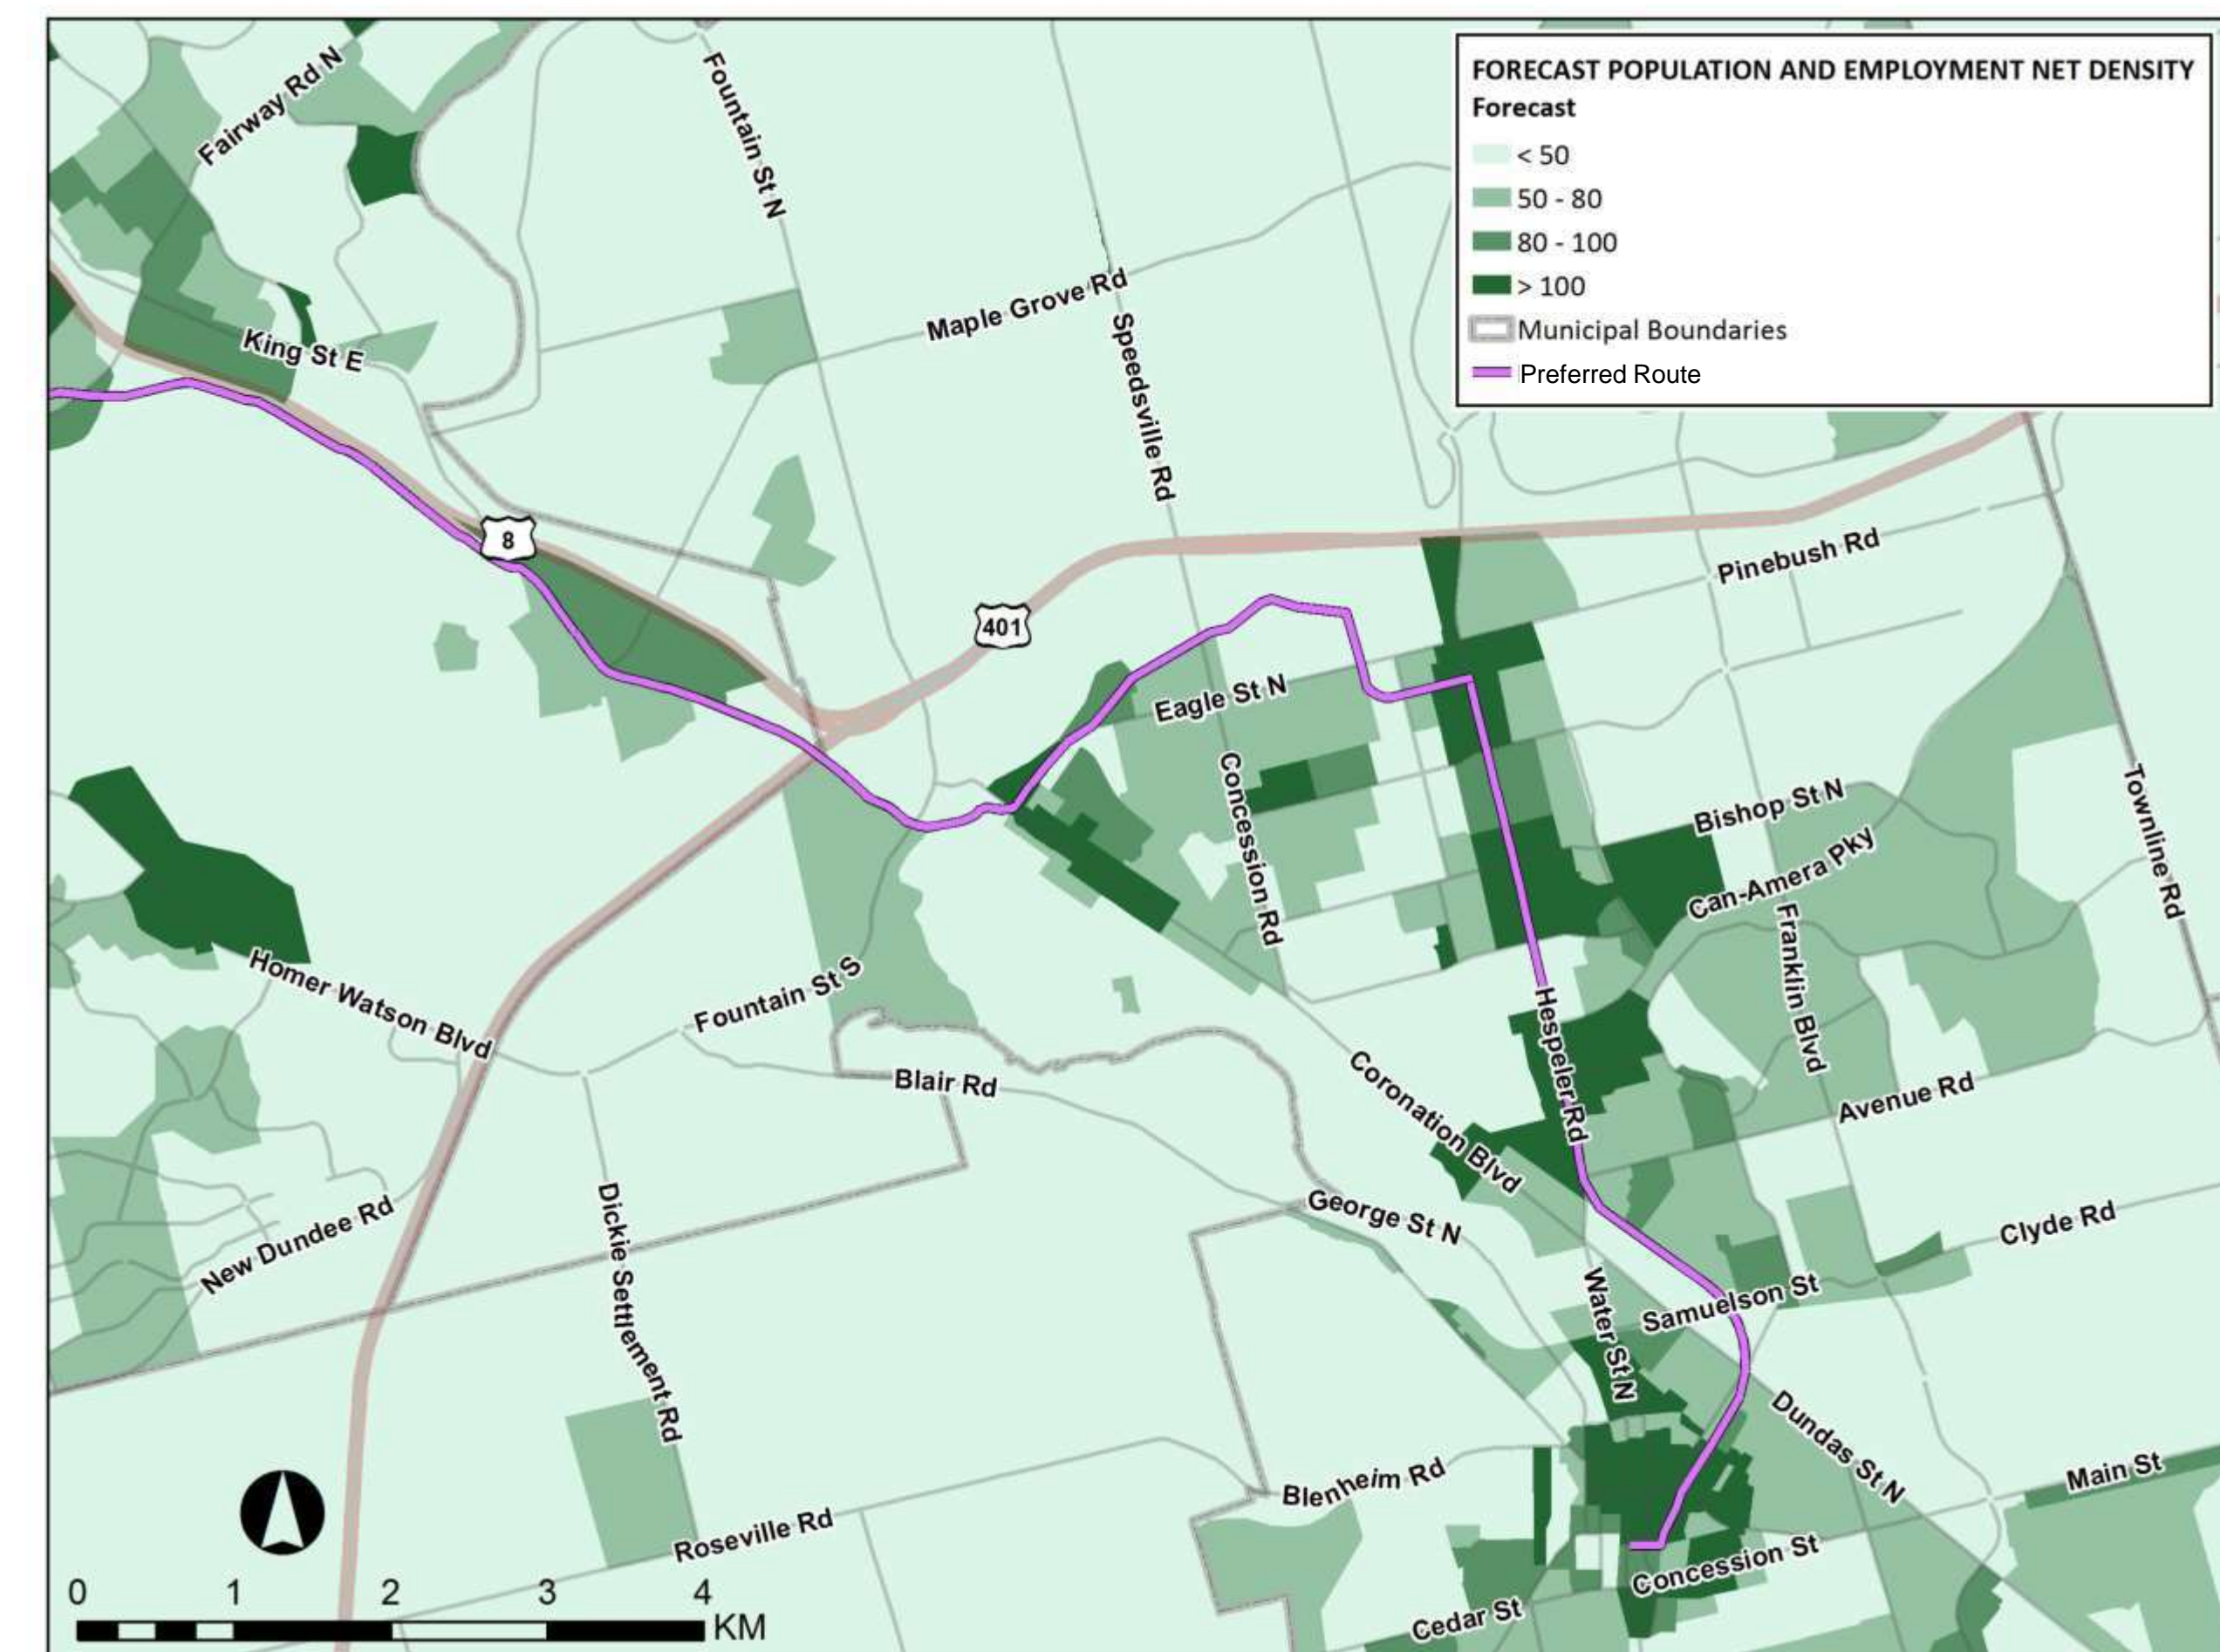 FORECAST POPULATION AND EMPLOYMENT NET DENSITY
Forecast
< 50
50 - 80
80 - 100
> 100
Municipal Boundaries
Preferred Route
Fairway Rd N
Fountain St N
Maple Grove Rd
King St E
Speedsville Rd
8
401
Pinebush Rd
Eagle St N
Concession Rd
Bishop St N
Can-Amera Pky
Townline Rd
Franklin Blvd
Homer Watson Blvd
Fountain St S
Blair Rd
Hespeler Rd
Coronation Blvd
Avenue Rd
New Dundee Rd
Dickie Settlement Rd
George St N
Clyde Rd
Water St N
Samuelson St
Dundas St N
Main St
Blenheim Rd
Roseville Rd
Concession St
Cedar St
0 1 2 3 4
KM